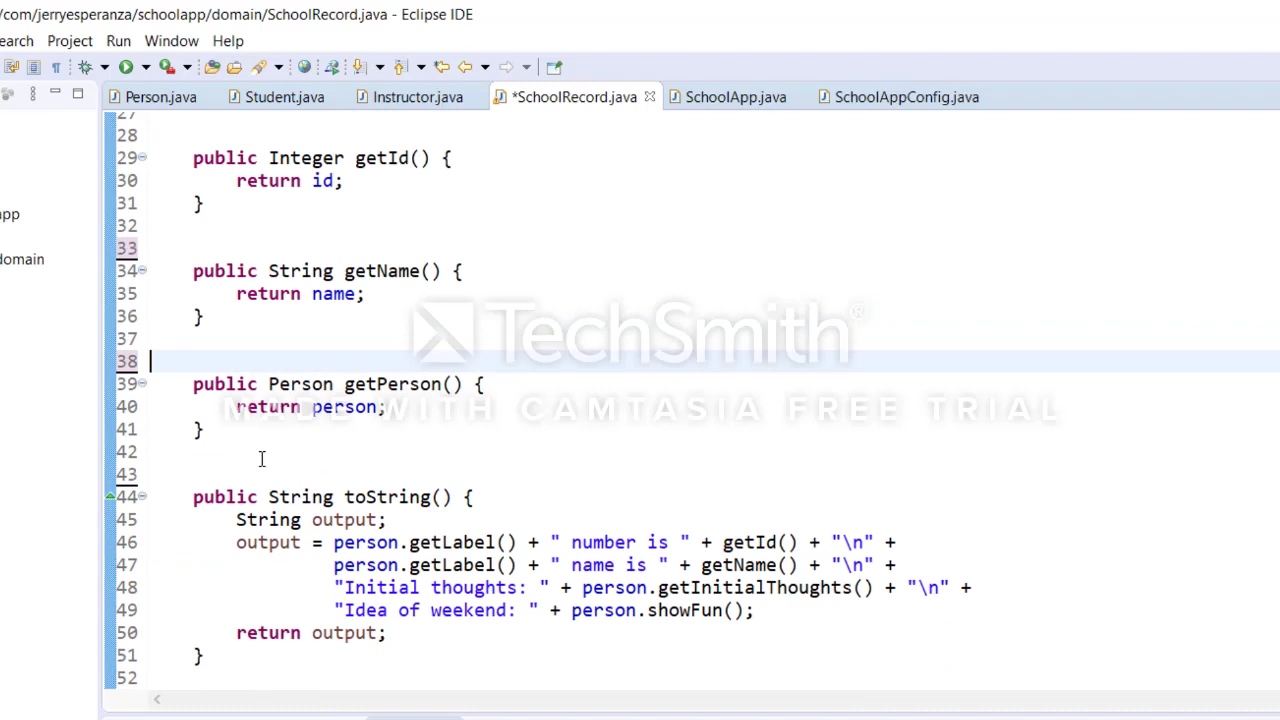 /com/jerryesperanza/schoolapp/domain/SchoolRecord.java - Eclipse IDE
earch Project Run Window Help
Person.java Student.java Instructor.java *SchoolRecord.java SchoolApp.java SchoolAppConfig.java
27
28
29 public Integer getId() {
30 return id;
31 }
app
32
33
domain
34 public String getName() {
35 return name;
36 }
TechSmith®
37
38
39 public Person getPerson() {
40 return person;
MADE WITH CAMTASIA FREE TRIAL
41 }
42
43
44 public String toString() {
45 String output;
46 output = person.getLabel() + " number is " + getId() + "\n" +
47 person.getLabel() + " name is " + getName() + "\n" +
48 "Initial thoughts: " + person.getInitialThoughts() + "\n" +
49 "Idea of weekend: " + person.showFun();
50 return output;
51 }
52